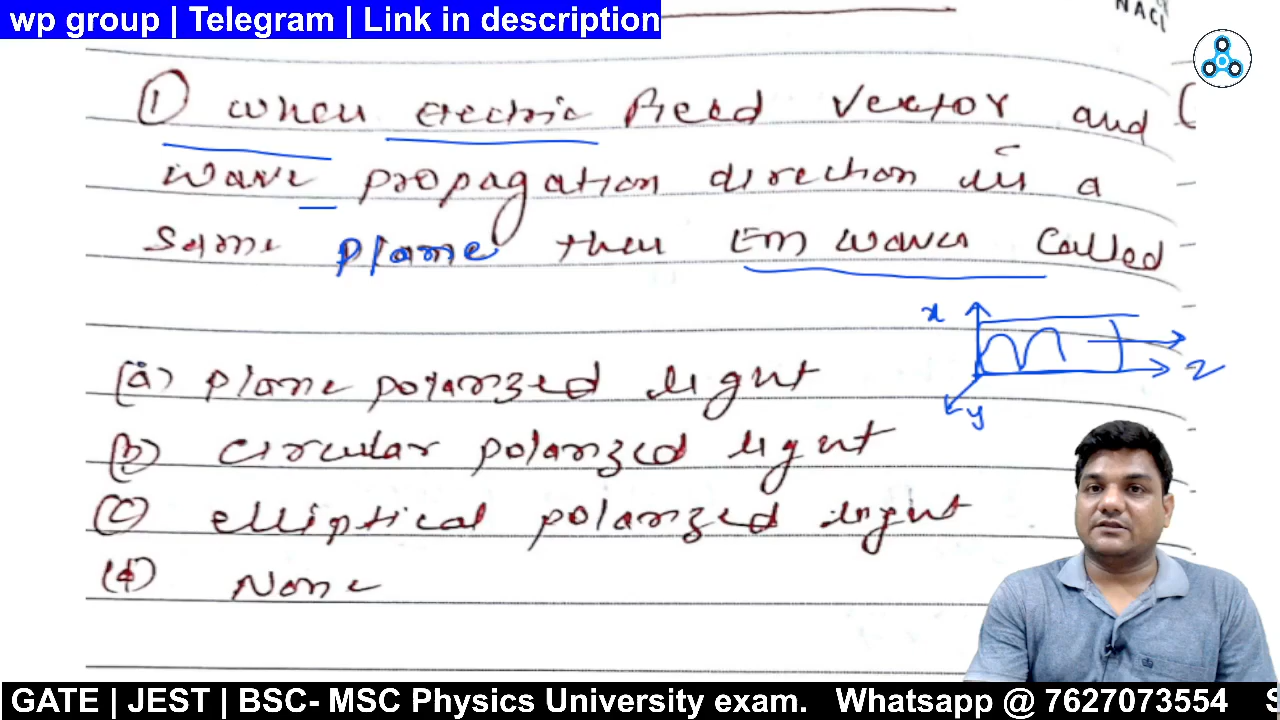 wp group | Telegram | Link in description
NACl
① when electric field vector and (
wave propagation direction in a
same plane then EM waves called
x
z
y
(a) plane polarized light
(b) circular polarized light
(c) elliptical polarized light
(d) None
GATE | JEST | BSC- MSC Physics University exam. Whatsapp @ 7627073554 S